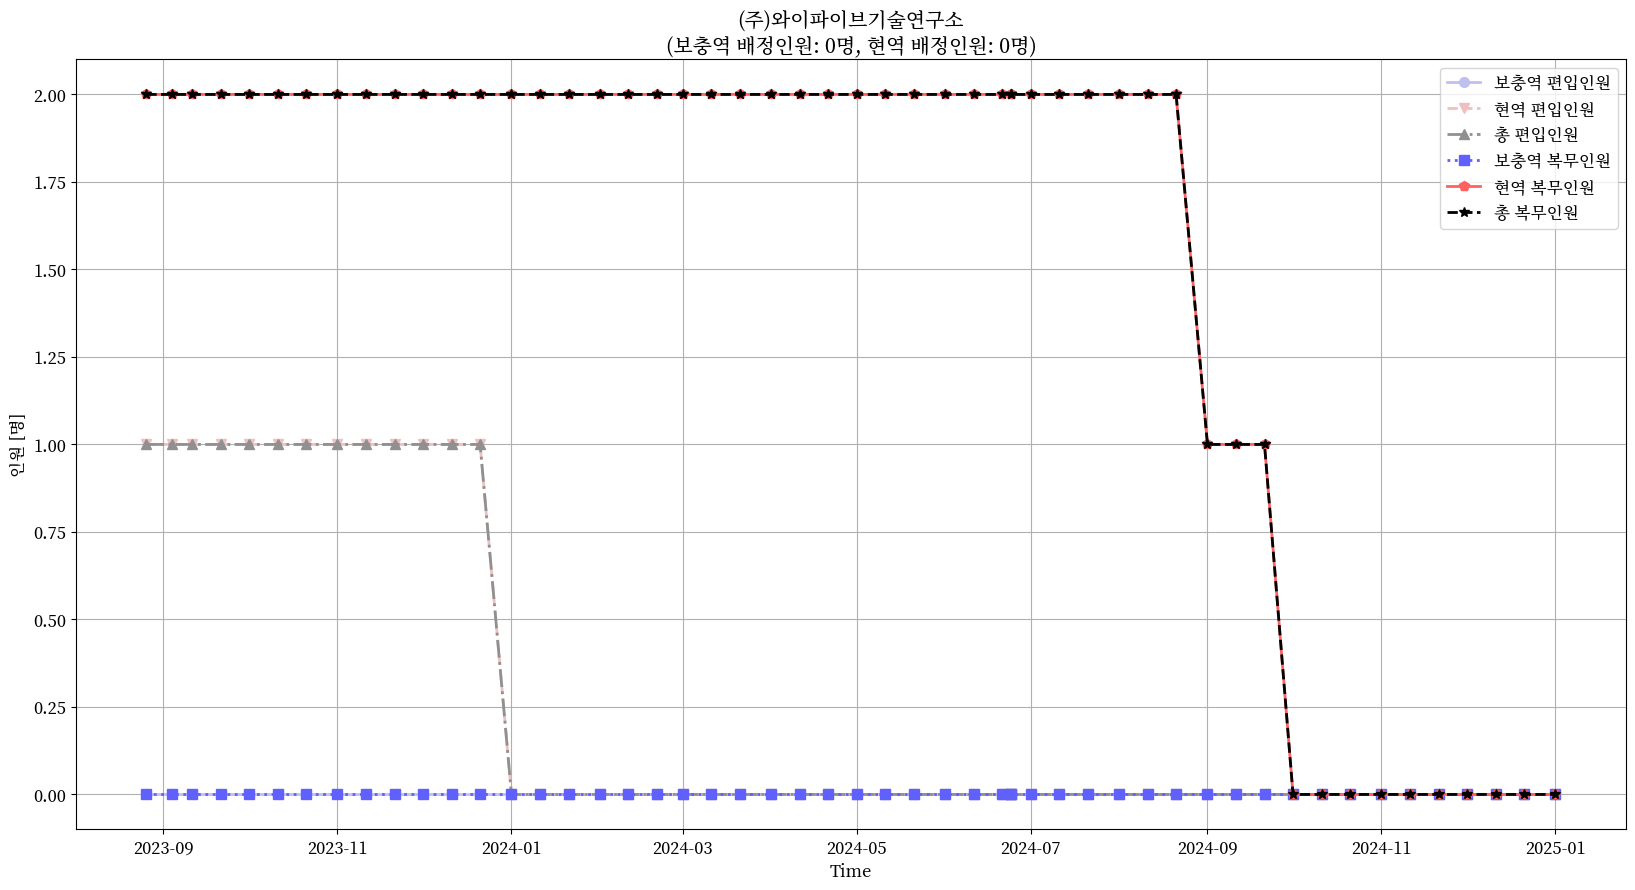 (주)와이파이브기술연구소
(보충역 배정인원: 0명, 현역 배정인원: 0명)
보충역 편입인원
현역 편입인원
총 편입인원
보충역 복무인원
현역 복무인원
총 복무인원
인원 [명]
2.00
1.75
1.50
1.25
1.00
0.75
0.50
0.25
0.00
2023-09 2023-11 2024-01 2024-03 2024-05 2024-07 2024-09 2024-11 2025-01
Time